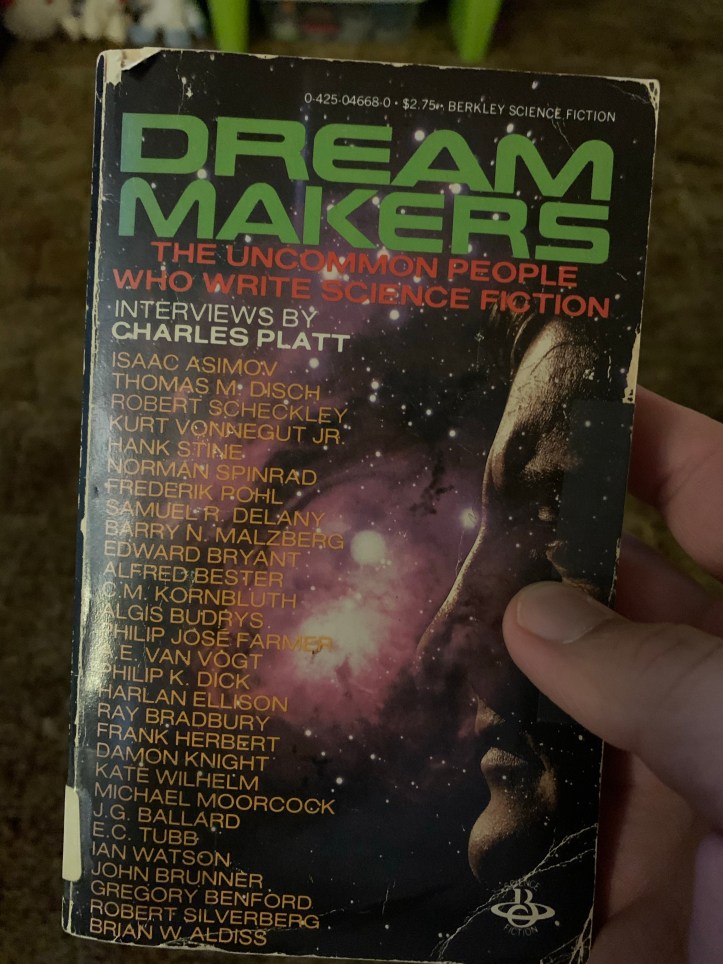 0-425-04668-0 • $2.75 • BERKLEY SCIENCE FICTION
DREAM
MAKERS
THE UNCOMMON PEOPLE
WHO WRITE SCIENCE FICTION
INTERVIEWS BY
CHARLES PLATT
ISAAC ASIMOV
THOMAS M. DISCH
ROBERT SCHECKLEY
KURT VONNEGUT JR.
HANK STINE
NORMAN SPINRAD
FREDERIK POHL
SAMUEL R. DELANY
BARRY N. MALZBERG
EDWARD BRYANT
ALFRED BESTER
C.M. KORNBLUTH
ALGIS BUDRYS
PHILIP JOSÉ FARMER
E. VAN VOGT
PHILIP K. DICK
HARLAN ELLISON
RAY BRADBURY
FRANK HERBERT
DAMON KNIGHT
KATE WILHELM
MICHAEL MOORCOCK
J.G. BALLARD
E.C. TUBB
IAN WATSON
JOHN BRUNNER
GREGORY BENFORD
ROBERT SILVERBERG
BRIAN W. ALDISS
B
FICTION